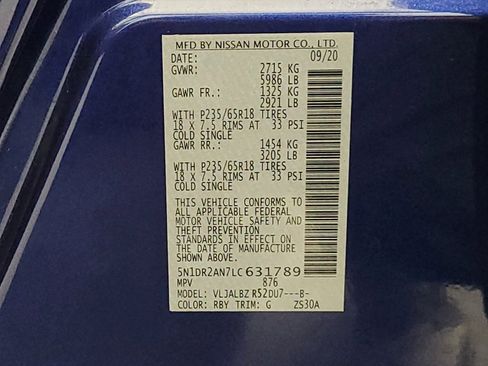 MFD BY NISSAN MOTOR CO., LTD.
DATE: 09/20
GVWR: 2715 KG
5986 LB
GAWR FR.: 1325 KG
2921 LB
WITH P235/65R18 TIRES
18 X 7.5 RIMS AT 33 PSI
COLD SINGLE
GAWR RR.: 1454 KG
3205 LB
WITH P235/65R18 TIRES
18 X 7.5 RIMS AT 33 PSI
COLD SINGLE
THIS VEHICLE CONFORMS TO
ALL APPLICABLE FEDERAL
MOTOR VEHICLE SAFETY AND
THEFT PREVENTION
STANDARDS IN EFFECT ON
THE DATE OF MANUFACTURE
SHOWN ABOVE.
5N1DR2AN7LC631789
MPV 876
MODEL: VLJALBZ R52DU7---B-
COLOR: RBY TRIM: G ZS30A